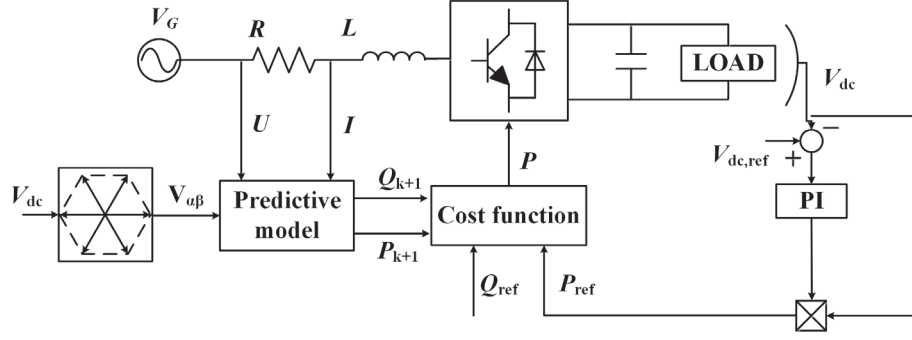 V_G
R
L
LOAD
V_dc
U
I
P
V_dc,ref
−
+
V_dc
V_αβ
Predictive
model
Q_k+1
P_k+1
Cost function
PI
Q_ref
P_ref